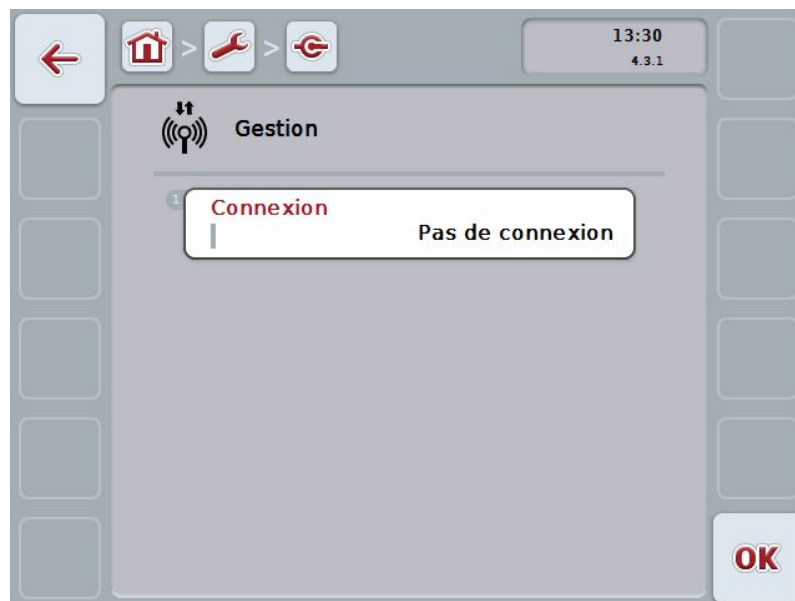 > >
13:30
4.3.1
Gestion
1
Connexion
Pas de connexion
OK